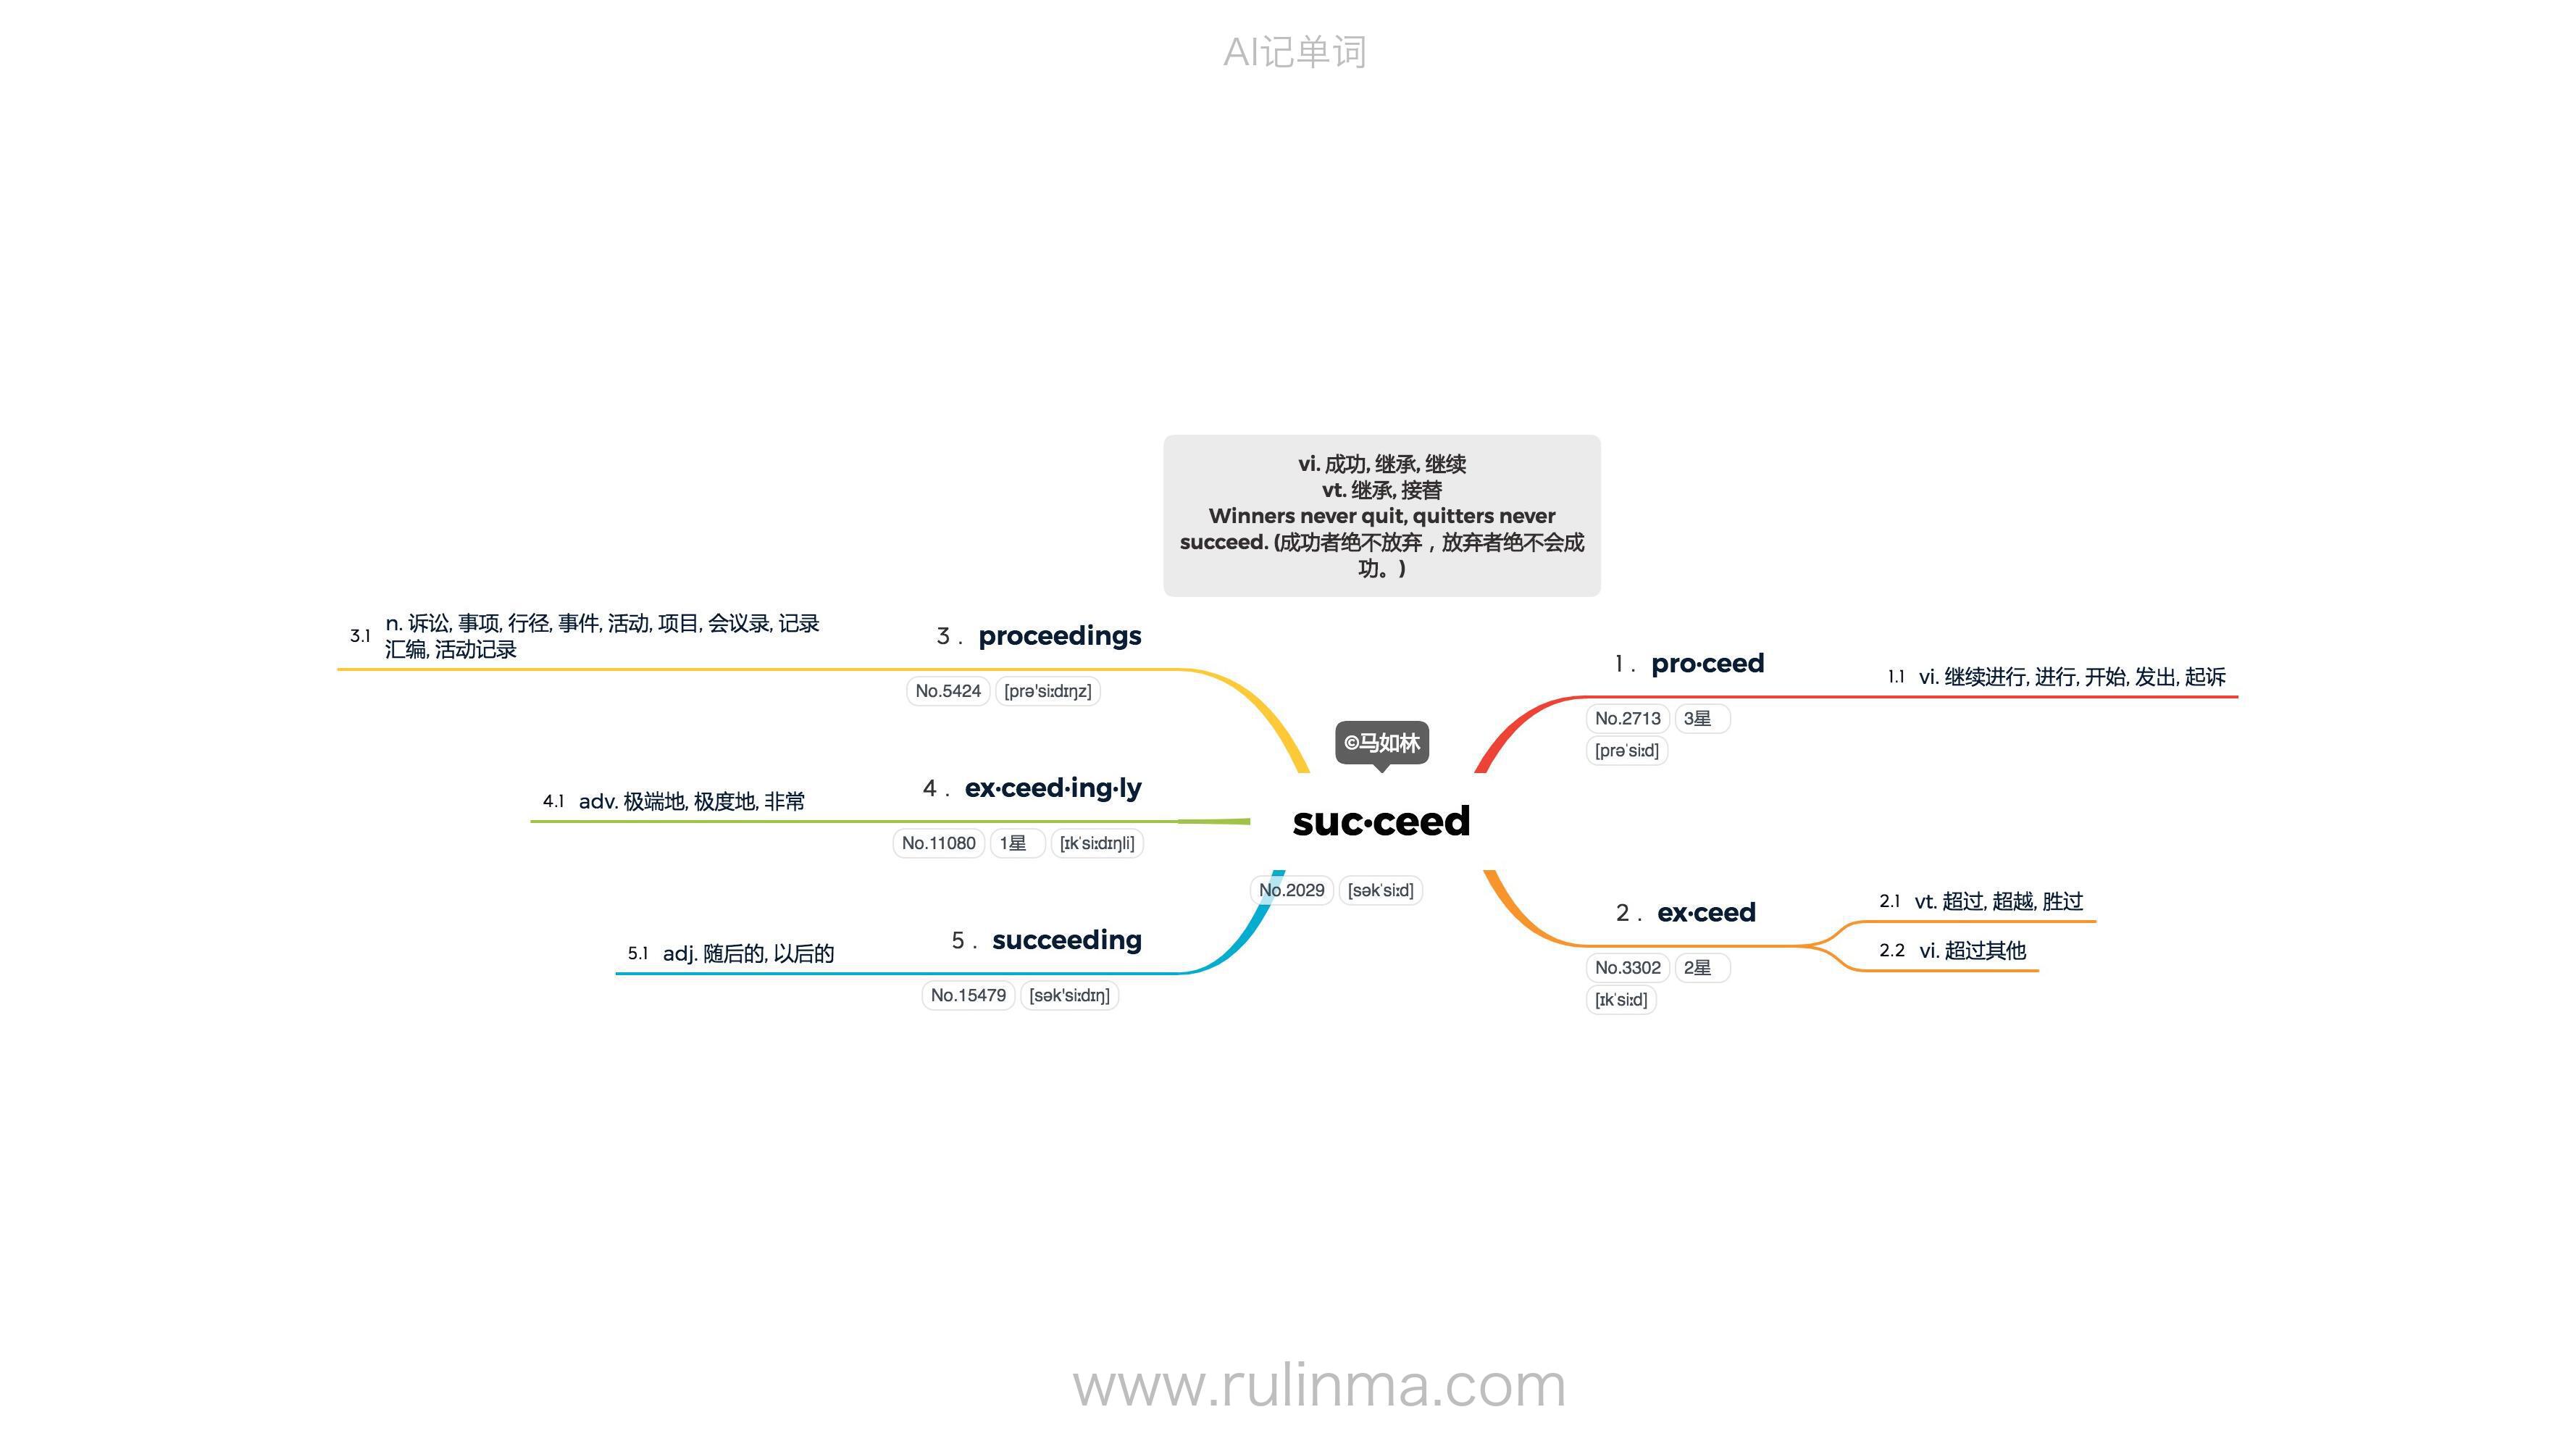 AI记单词
vi. 成功, 继承, 继续
vt. 继承, 接替
Winners never quit, quitters never
succeed. (成功者绝不放弃，放弃者绝不会成
功。)
©马如林
suc·ceed
No.2029 [səkˈsiːd]
1. pro·ceed
No.2713 3星
[prəˈsiːd]
1.1 vi. 继续进行, 进行, 开始, 发出, 起诉
2. ex·ceed
No.3302 2星
[ɪkˈsiːd]
2.1 vt. 超过, 超越, 胜过
2.2 vi. 超过其他
3. proceedings
No.5424 [prə'siːdɪŋz]
3.1 n. 诉讼, 事项, 行径, 事件, 活动, 项目, 会议录, 记录
汇编, 活动记录
4. ex·ceed·ing·ly
No.11080 1星 [ɪkˈsiːdɪŋli]
4.1 adv. 极端地, 极度地, 非常
5. succeeding
No.15479 [sək'siːdɪŋ]
5.1 adj. 随后的, 以后的
www.rulinma.com